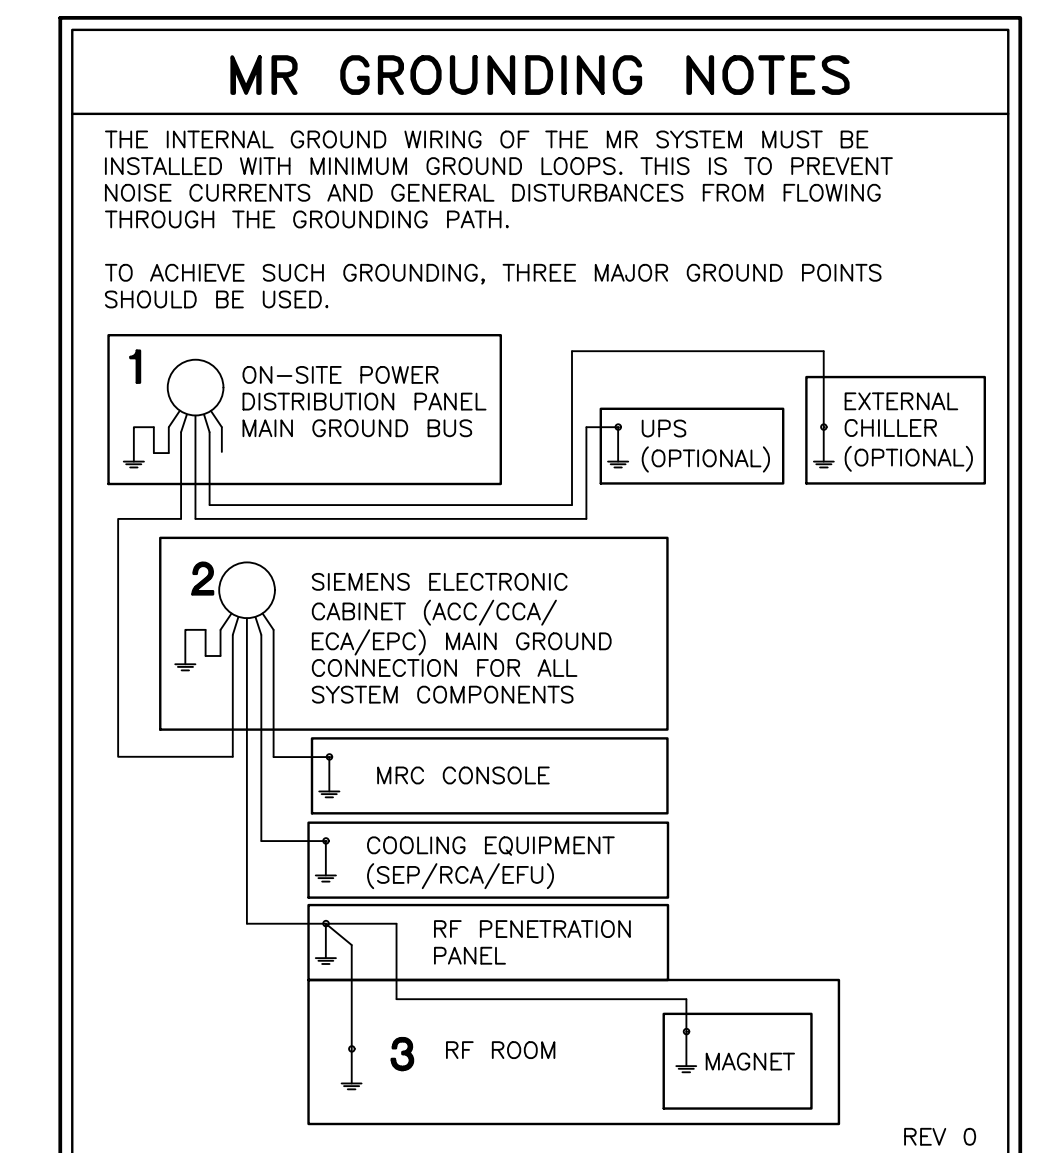 MR GROUNDING NOTES
THE INTERNAL GROUND WIRING OF THE MR SYSTEM MUST BE
INSTALLED WITH MINIMUM GROUND LOOPS. THIS IS TO PREVENT
NOISE CURRENTS AND GENERAL DISTURBANCES FROM FLOWING
THROUGH THE GROUNDING PATH.
TO ACHIEVE SUCH GROUNDING, THREE MAJOR GROUND POINTS
SHOULD BE USED.
1
ON-SITE POWER
DISTRIBUTION PANEL
MAIN GROUND BUS
UPS
(OPTIONAL)
EXTERNAL
CHILLER
(OPTIONAL)
2
SIEMENS ELECTRONIC
CABINET (ACC/CCA/
ECA/EPC) MAIN GROUND
CONNECTION FOR ALL
SYSTEM COMPONENTS
MRC CONSOLE
COOLING EQUIPMENT
(SEP/RCA/EFU)
RF PENETRATION
PANEL
3
RF ROOM
MAGNET
REV 0